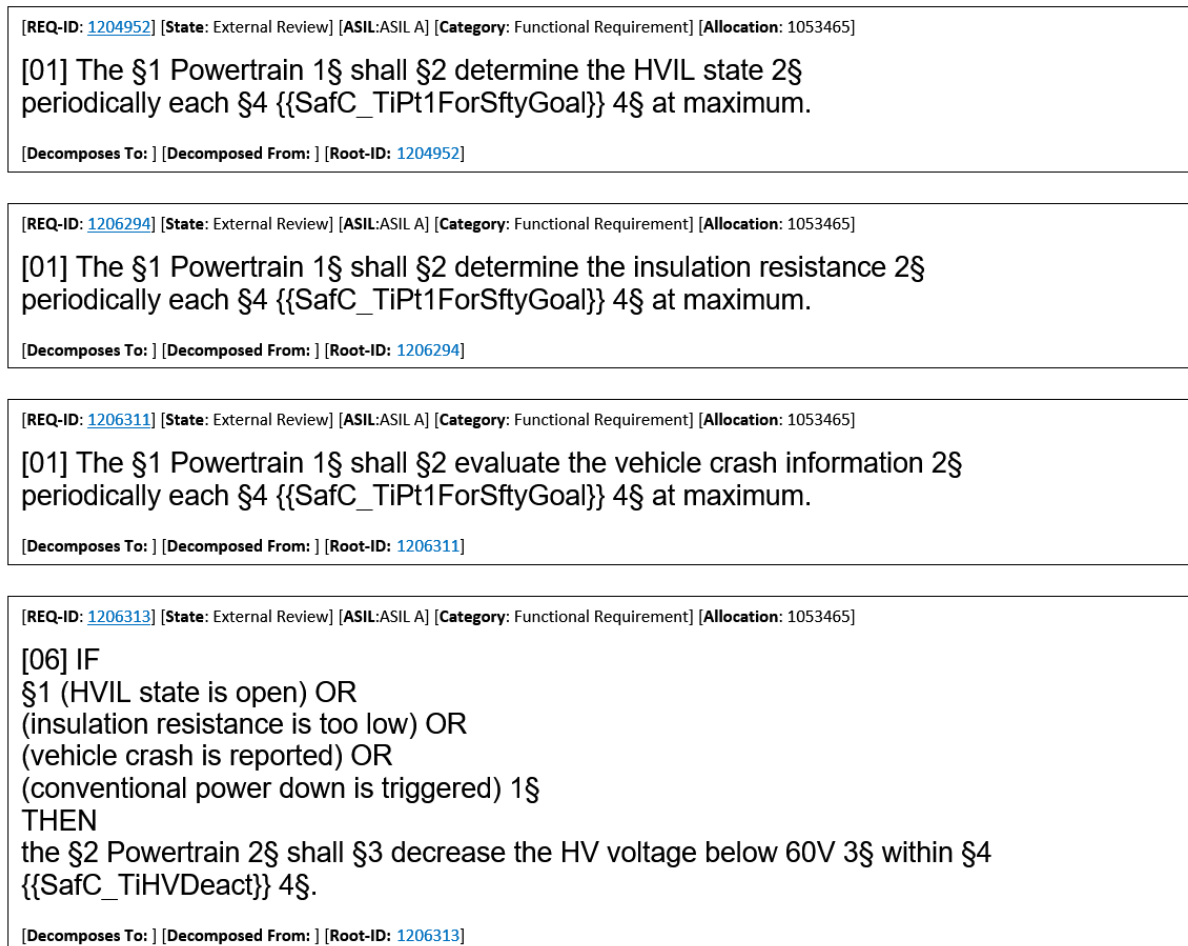 [REQ-ID: 1204952] [State: External Review] [ASIL:ASIL A] [Category: Functional Requirement] [Allocation: 1053465]
[01] The §1 Powertrain 1§ shall §2 determine the HVIL state 2§
periodically each §4 {{SafC_TiPt1ForSftyGoal}} 4§ at maximum.
[Decomposes To: ] [Decomposed From: ] [Root-ID: 1204952]
[REQ-ID: 1206294] [State: External Review] [ASIL:ASIL A] [Category: Functional Requirement] [Allocation: 1053465]
[01] The §1 Powertrain 1§ shall §2 determine the insulation resistance 2§
periodically each §4 {{SafC_TiPt1ForSftyGoal}} 4§ at maximum.
[Decomposes To: ] [Decomposed From: ] [Root-ID: 1206294]
[REQ-ID: 1206311] [State: External Review] [ASIL:ASIL A] [Category: Functional Requirement] [Allocation: 1053465]
[01] The §1 Powertrain 1§ shall §2 evaluate the vehicle crash information 2§
periodically each §4 {{SafC_TiPt1ForSftyGoal}} 4§ at maximum.
[Decomposes To: ] [Decomposed From: ] [Root-ID: 1206311]
[REQ-ID: 1206313] [State: External Review] [ASIL:ASIL A] [Category: Functional Requirement] [Allocation: 1053465]
[06] IF
§1 (HVIL state is open) OR
(insulation resistance is too low) OR
(vehicle crash is reported) OR
(conventional power down is triggered) 1§
THEN
the §2 Powertrain 2§ shall §3 decrease the HV voltage below 60V 3§ within §4
{{SafC_TiHVDeact}} 4§.
[Decomposes To: ] [Decomposed From: ] [Root-ID: 1206313]